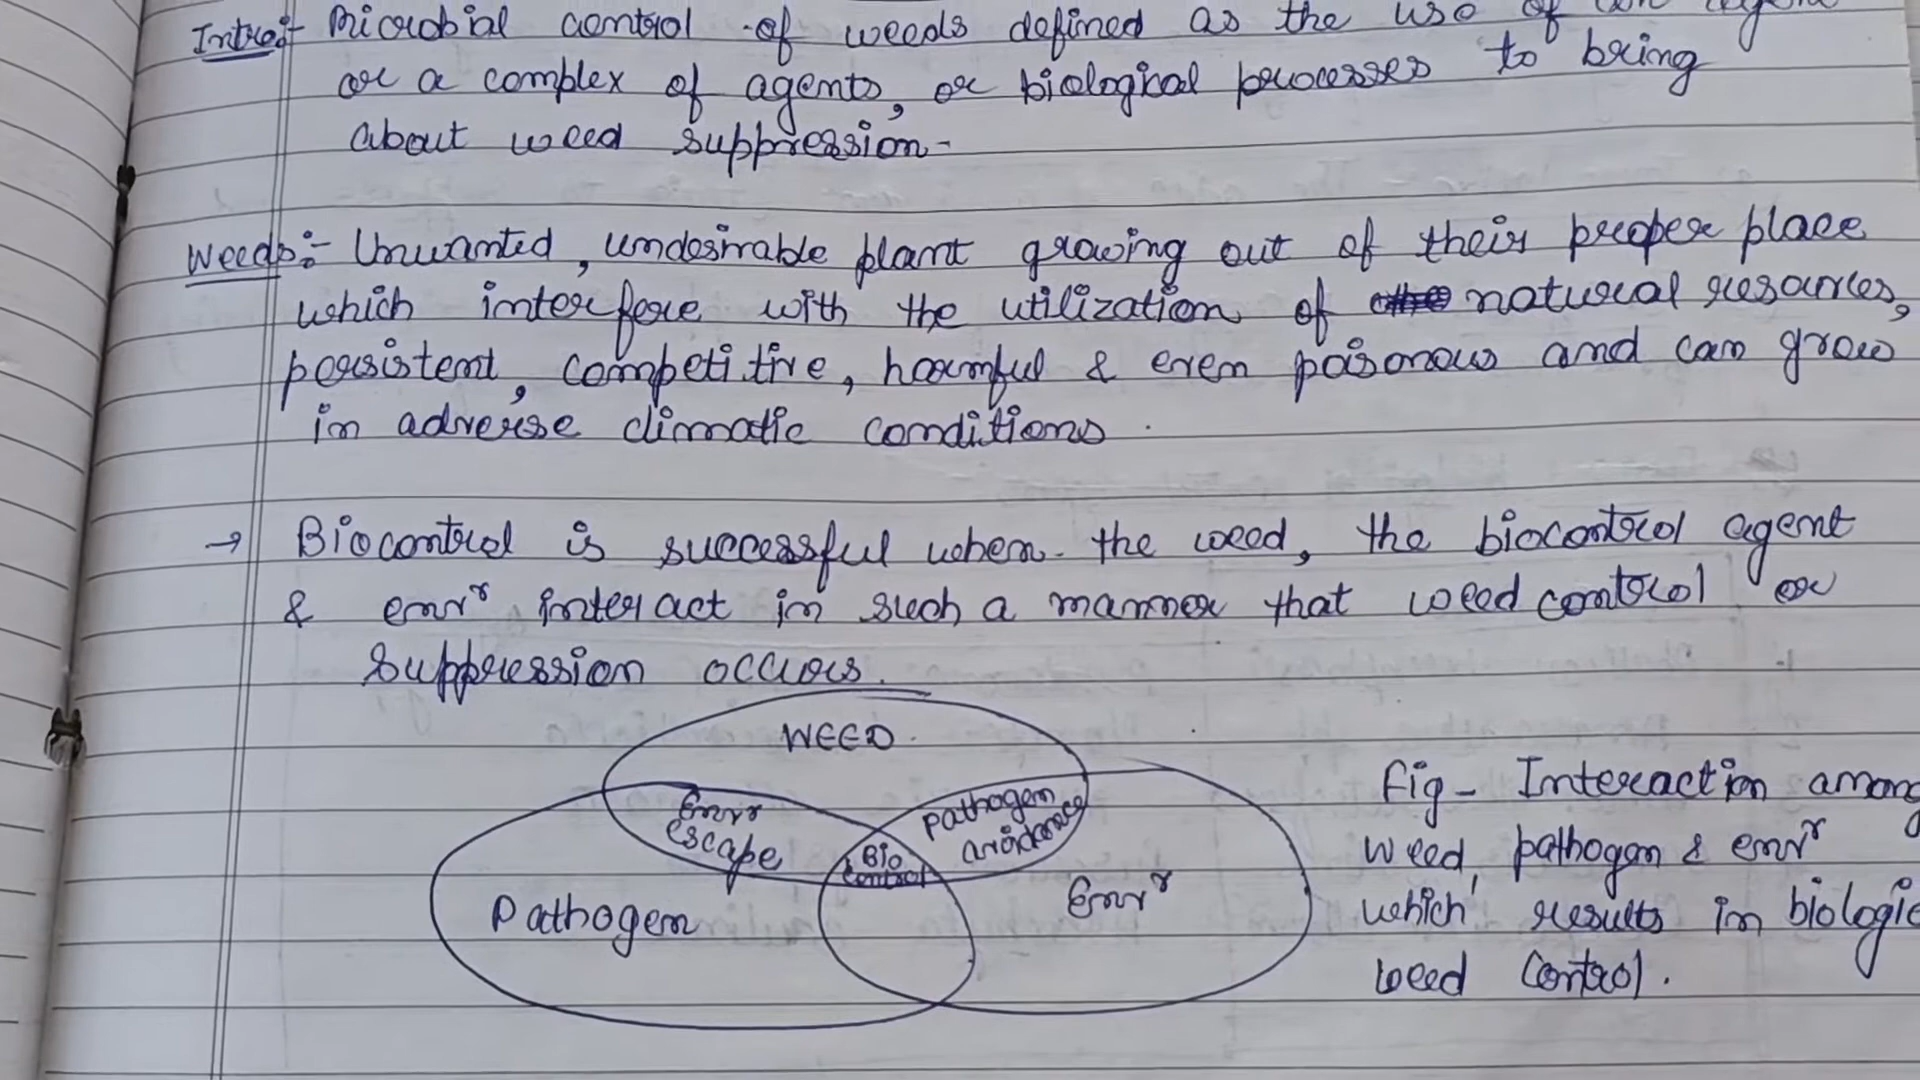 Intro:- Microbial control of weeds defined as the use of an agent
or a complex of agents, or biological processes to bring
about weed suppression-
Weeds:- Unwanted, undesirable plant growing out of their proper place
which interfere with the utilization of natural resources,
persistent, competitive, harmful & even poisonous and can grow
in adverse climatic conditions.
→ Biocontrol is successful when the weed, the biocontrol agent
& envr interact in such a manner that weed control or
suppression occurs.
WEED
Envr
escape
pathogen
avoidance
Bio
control
Pathogen
Envr
fig- Interaction among
weed, pathogen & envr
which results in biologic
weed control.